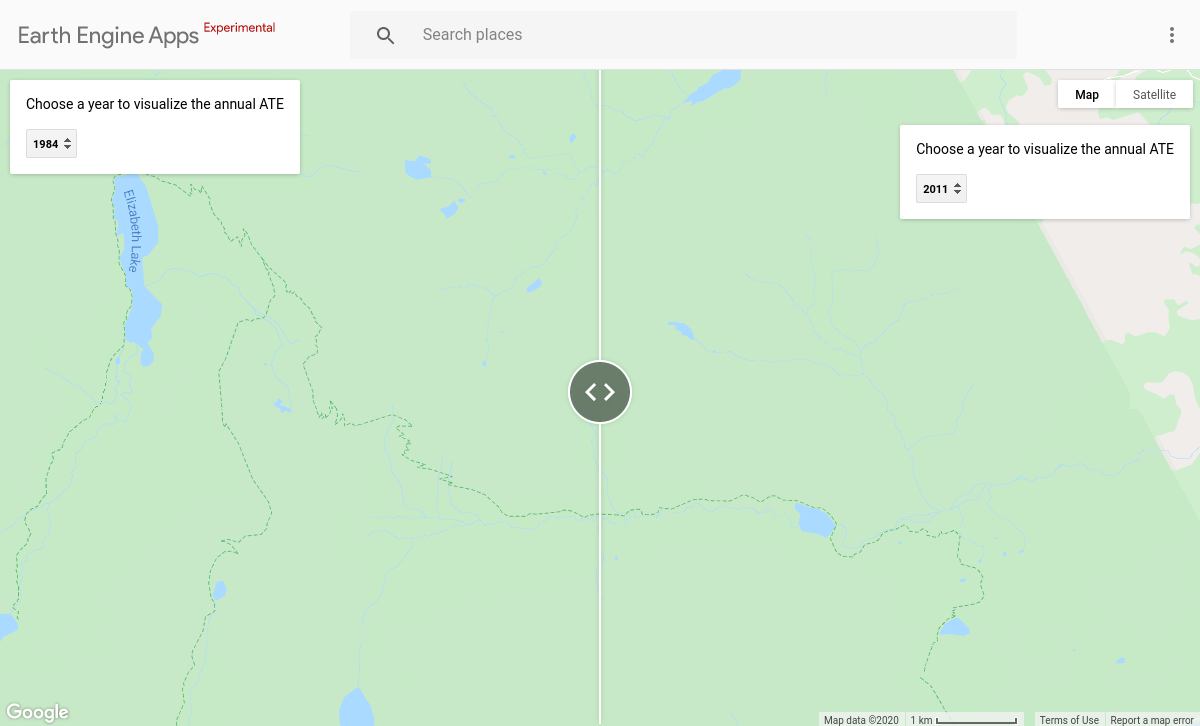 Earth Engine Apps Experimental
Search places
Choose a year to visualize the annual ATE
1984
Map
Satellite
Choose a year to visualize the annual ATE
2011
Elizabeth Lake
Google
Map data ©2020
1 km
Terms of Use
Report a map error